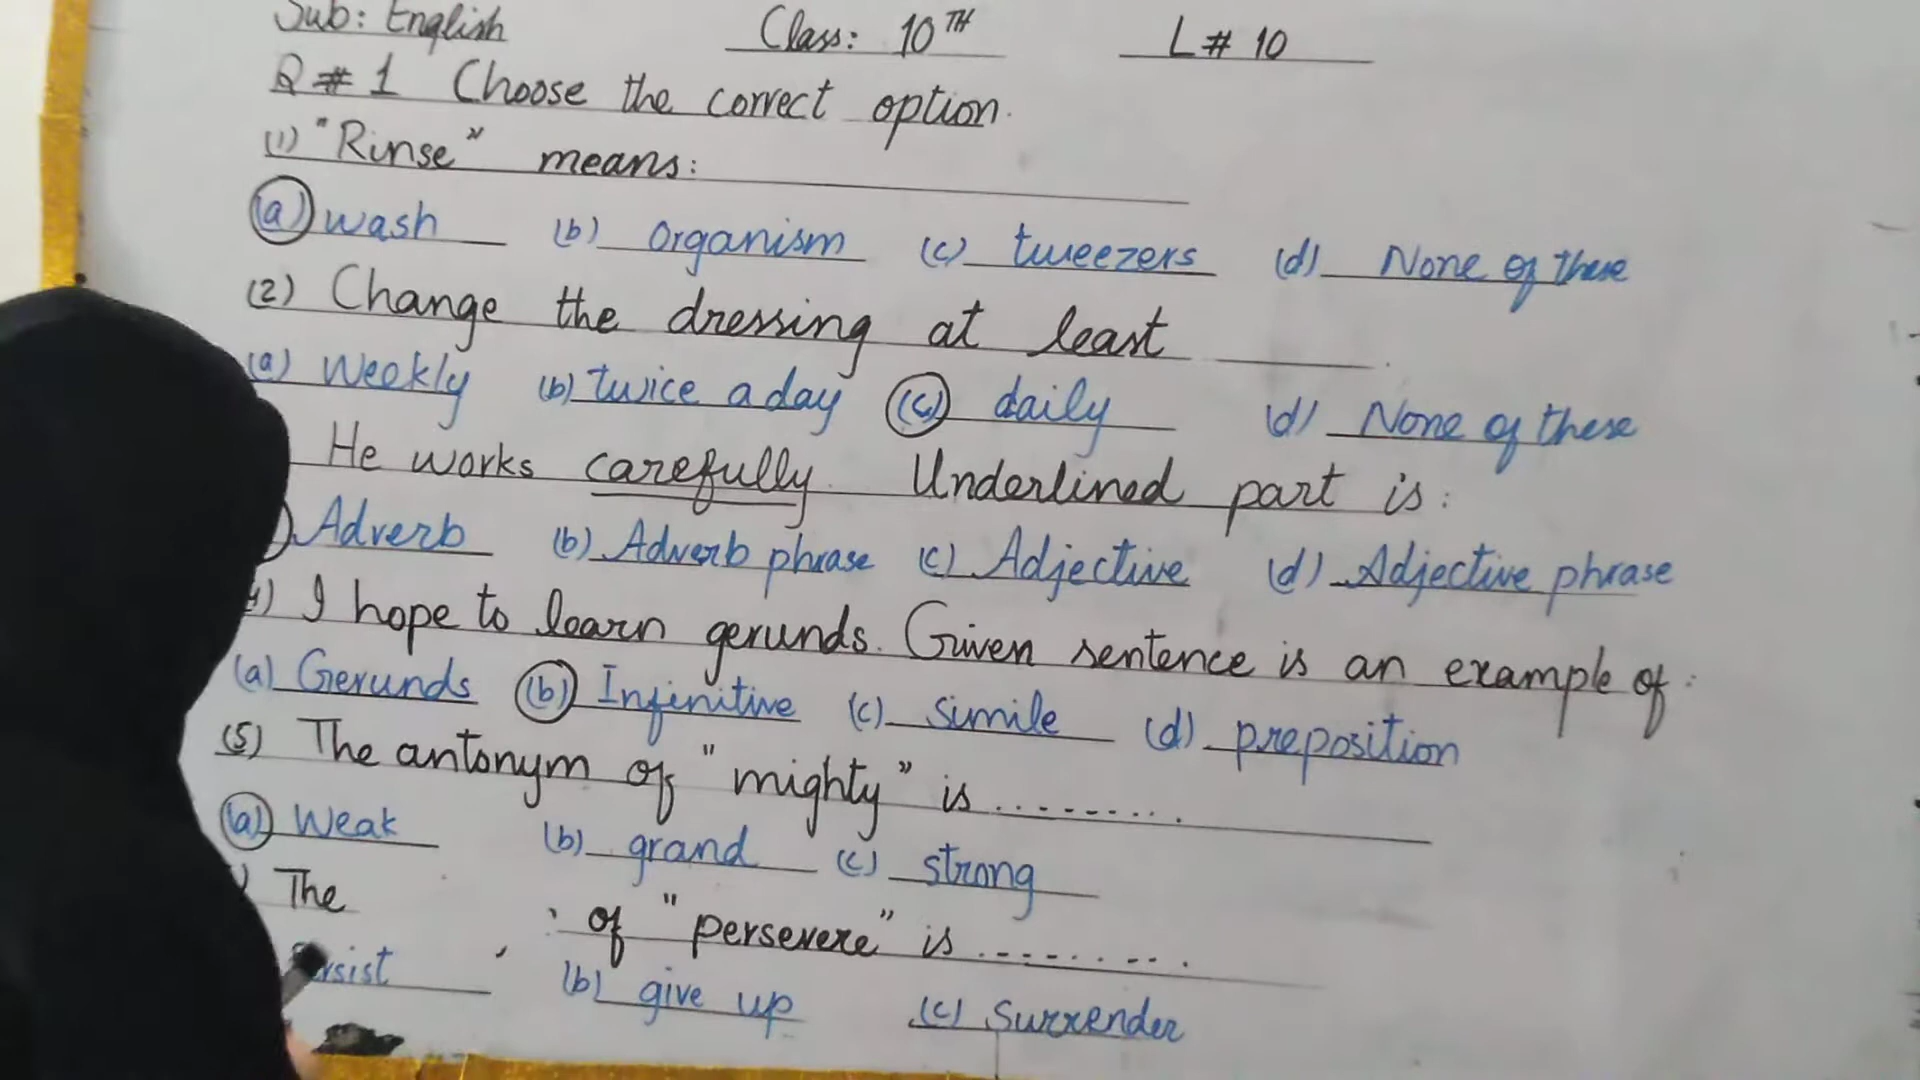 Sub: English Class: 10TH L# 10
Q # 1 Choose the correct option.
(1) "Rinse" means:
(a) wash (b) organism (c) tweezers (d) None of these
(2) Change the dressing at least
(a) Weekly (b) twice a day (c) daily (d) None of these
He works carefully. Underlined part is:
Adverb (b) Adverb phrase (c) Adjective (d) Adjective phrase
I hope to learn gerunds. Given sentence is an example of:
(a) Gerunds (b) Infinitive (c) simile (d) preposition
(5) The antonym of "mighty" is ........
(a) Weak (b) grand (c) strong
The of "persevere" is ........
(b) give up (c) Surrender